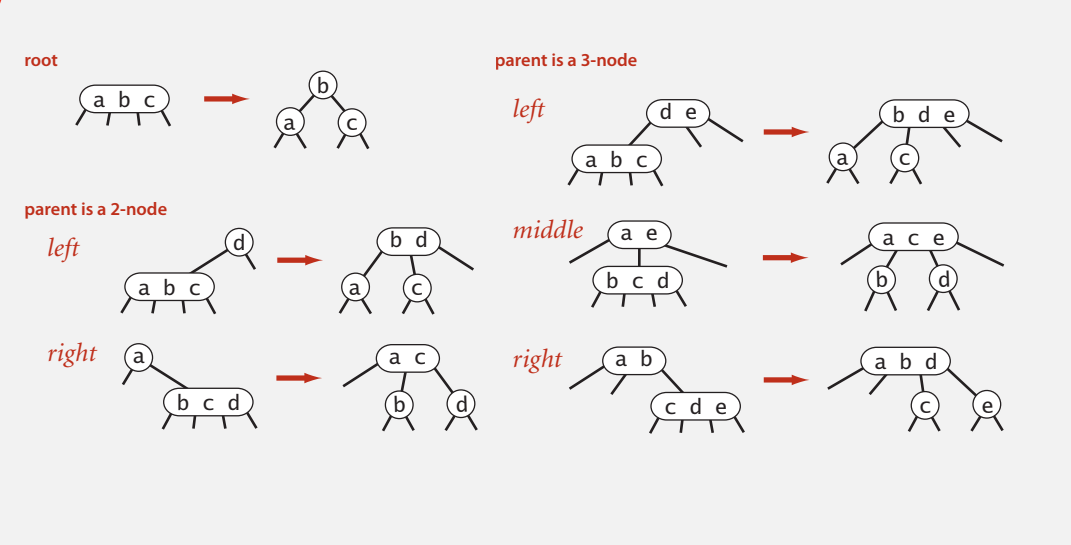 root
a b c
b
a
c
parent is a 2-node
left
d
a b c
b d
a
c
right
a
b c d
a c
b
d
parent is a 3-node
left
d e
a b c
b d e
a
c
middle
a e
b c d
a c e
b
d
right
a b
c d e
a b d
c
e